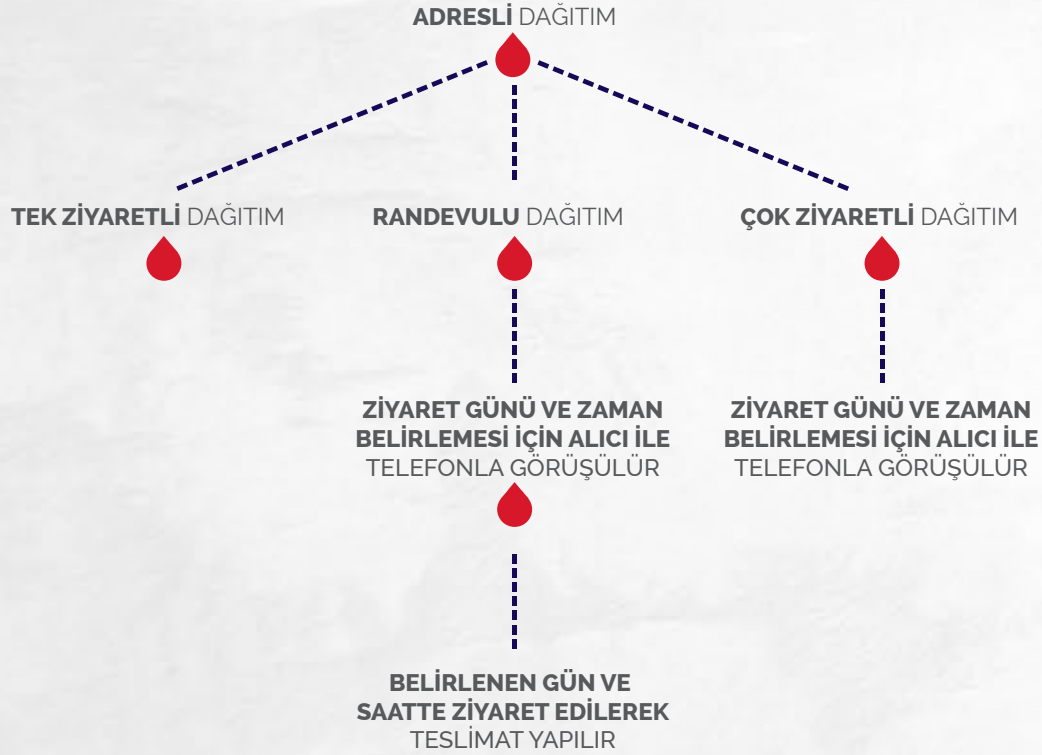 ADRESLİ DAĞITIM
TEK ZİYARETLİ DAĞITIM
RANDEVULU DAĞITIM
ÇOK ZİYARETLİ DAĞITIM
ZİYARET GÜNÜ VE ZAMAN
BELİRLEMESİ İÇİN ALICI İLE
TELEFONLA GÖRÜŞÜLÜR
ZİYARET GÜNÜ VE ZAMAN
BELİRLEMESİ İÇİN ALICI İLE
TELEFONLA GÖRÜŞÜLÜR
BELİRLENEN GÜN VE
SAATTE ZİYARET EDİLEREK
TESLİMAT YAPILIR